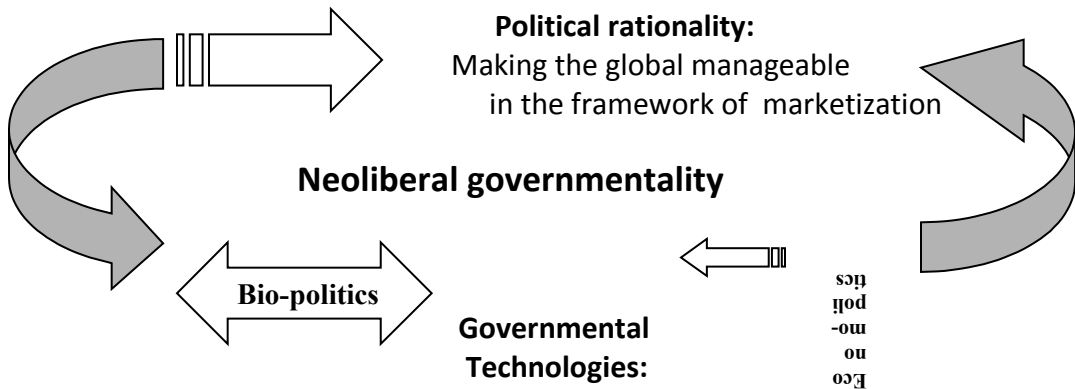 Political rationality:
Making the global manageable
in the framework of marketization
Neoliberal governmentality
Bio-politics
Governmental
Technologies:
Eco
no
mo-
poli
tics